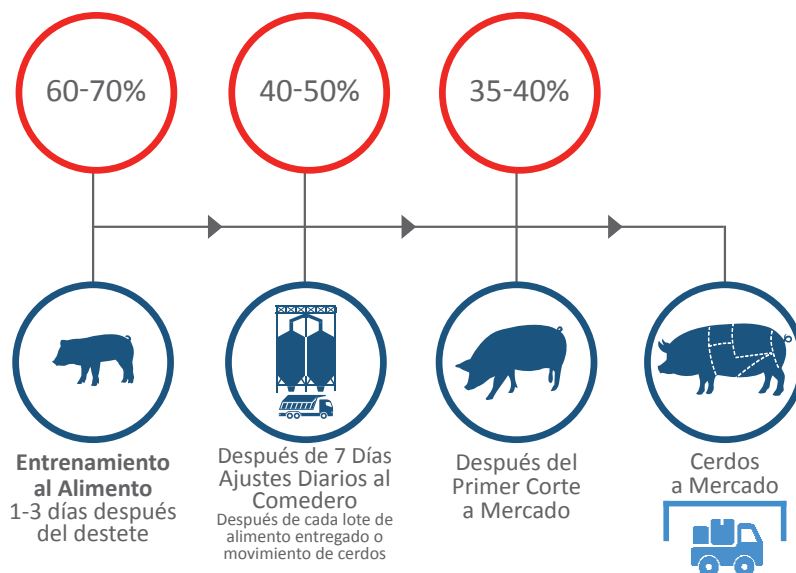 60-70%
40-50%
35-40%
Entrenamiento
al Alimento
1-3 días después
del destete
Después de 7 Días
Ajustes Diarios al
Comedero
Después de cada lote de
alimento entregado o
movimiento de cerdos
Después del
Primer Corte
a Mercado
Cerdos
a Mercado